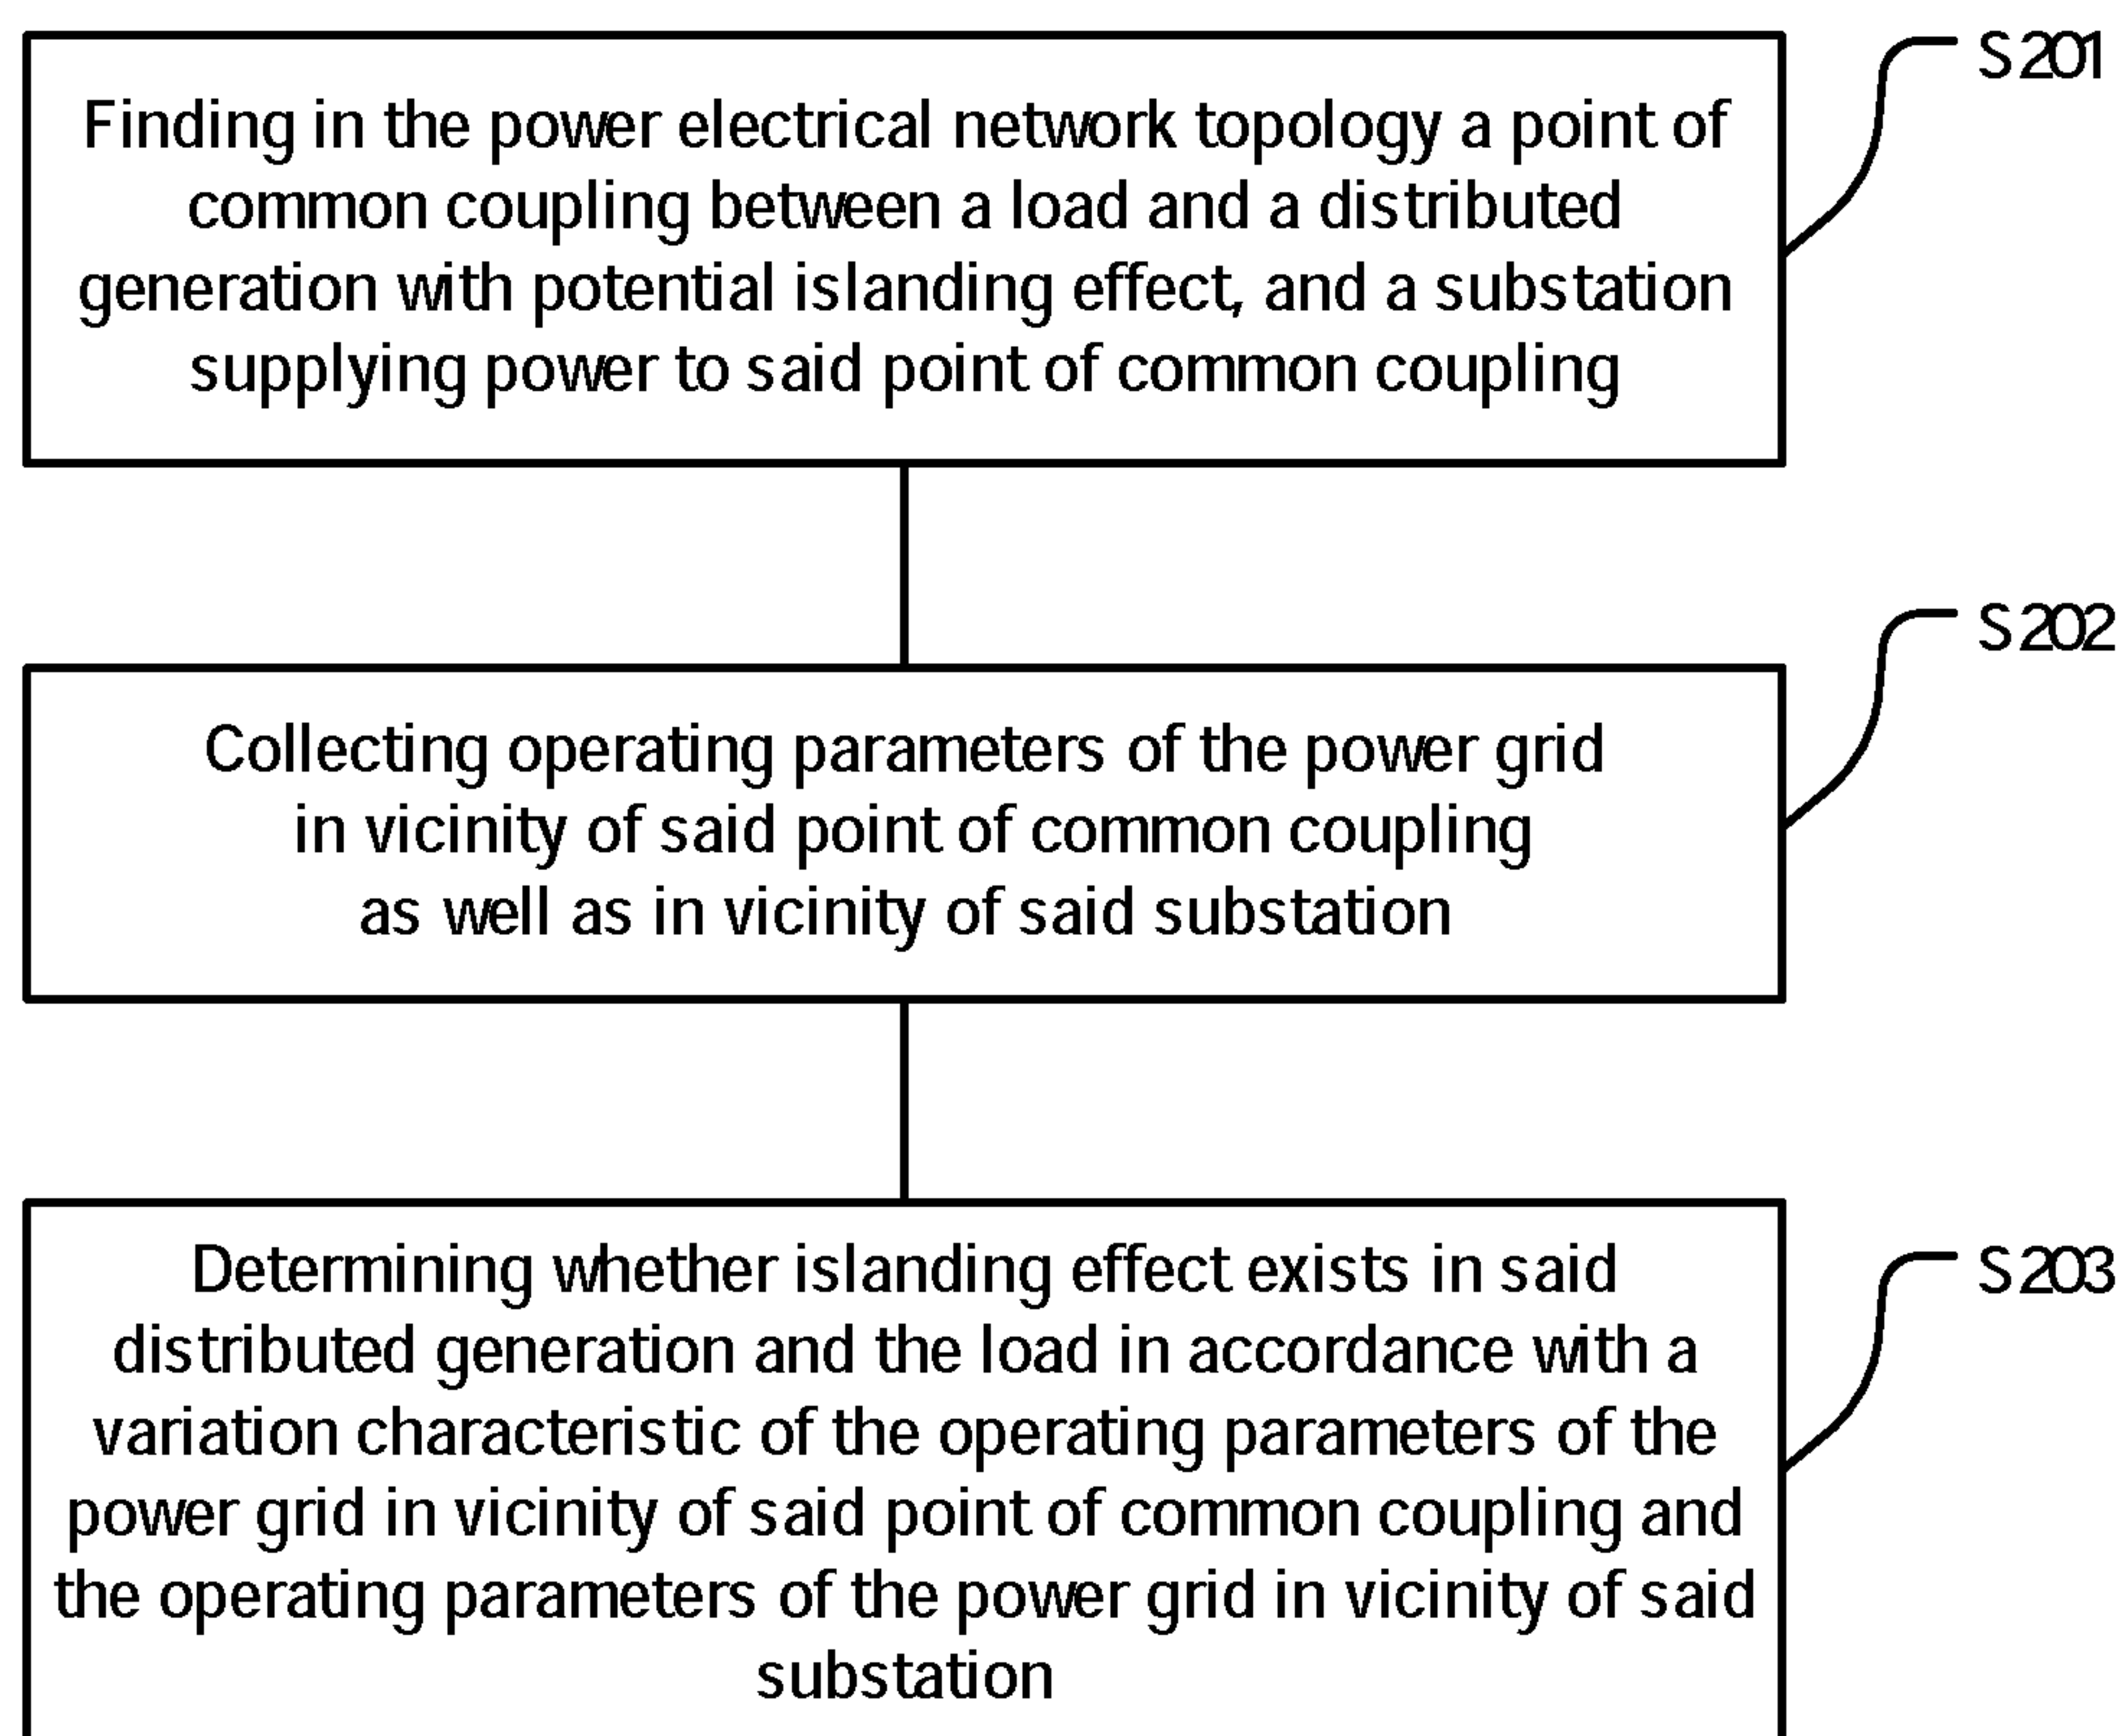 S201
Finding in the power electrical network topology a point of
common coupling between a load and a distributed
generation with potential islanding effect, and a substation
supplying power to said point of common coupling
S202
Collecting operating parameters of the power grid
in vicinity of said point of common coupling
as well as in vicinity of said substation
S203
Determining whether islanding effect exists in said
distributed generation and the load in accordance with a
variation characteristic of the operating parameters of the
power grid in vicinity of said point of common coupling and
the operating parameters of the power grid in vicinity of said
substation